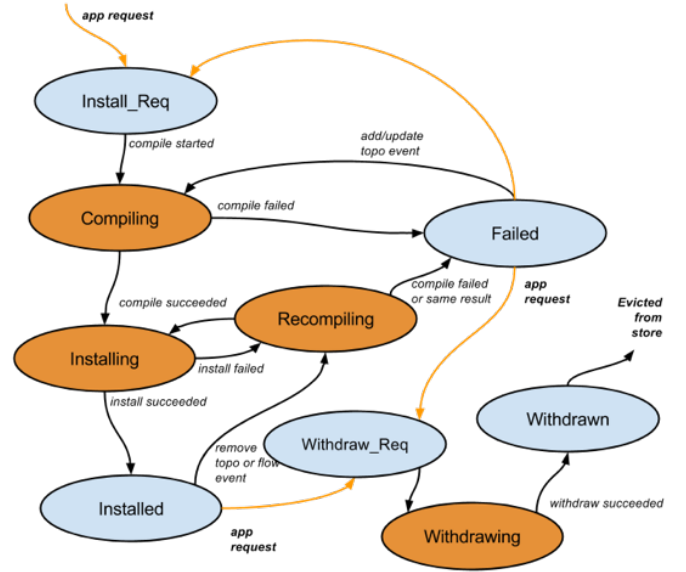 app request
Install_Req
add/update
topo event
compile started
compile failed
Compiling
Failed
compile failed
or same result
app
request
Evicted
from
store
compile succeeded
Recompiling
Installing
install failed
install succeeded
Withdrawn
Withdraw_Req
remove
topo or flow
event
withdraw succeeded
Installed
app
request
Withdrawing